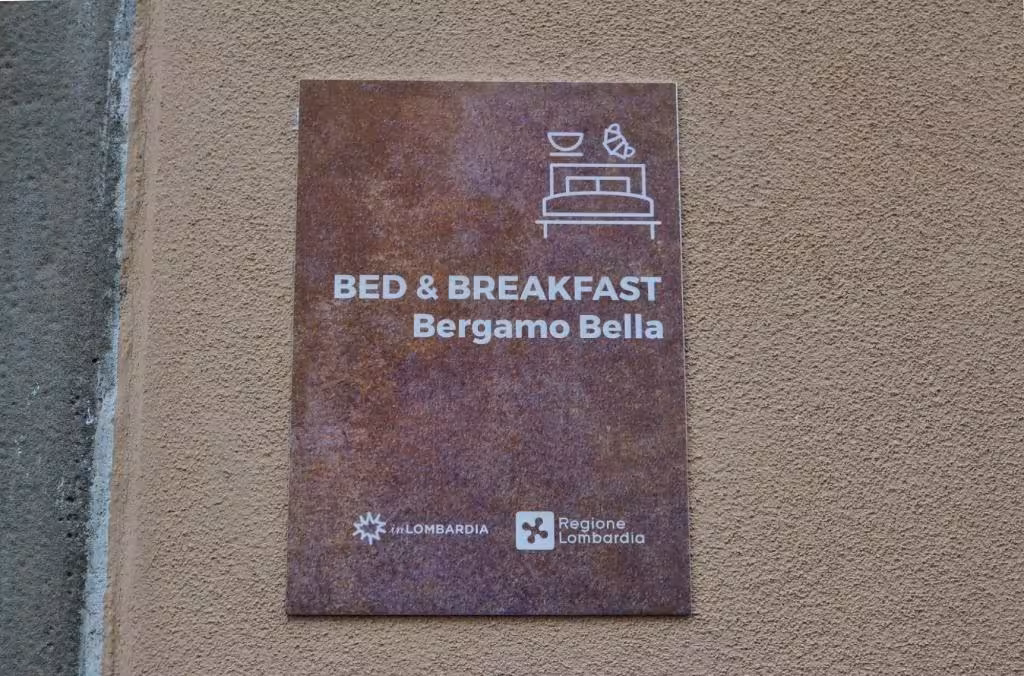 BED & BREAKFAST
Bergamo Bella
inLOMBARDIA
Regione
Lombardia